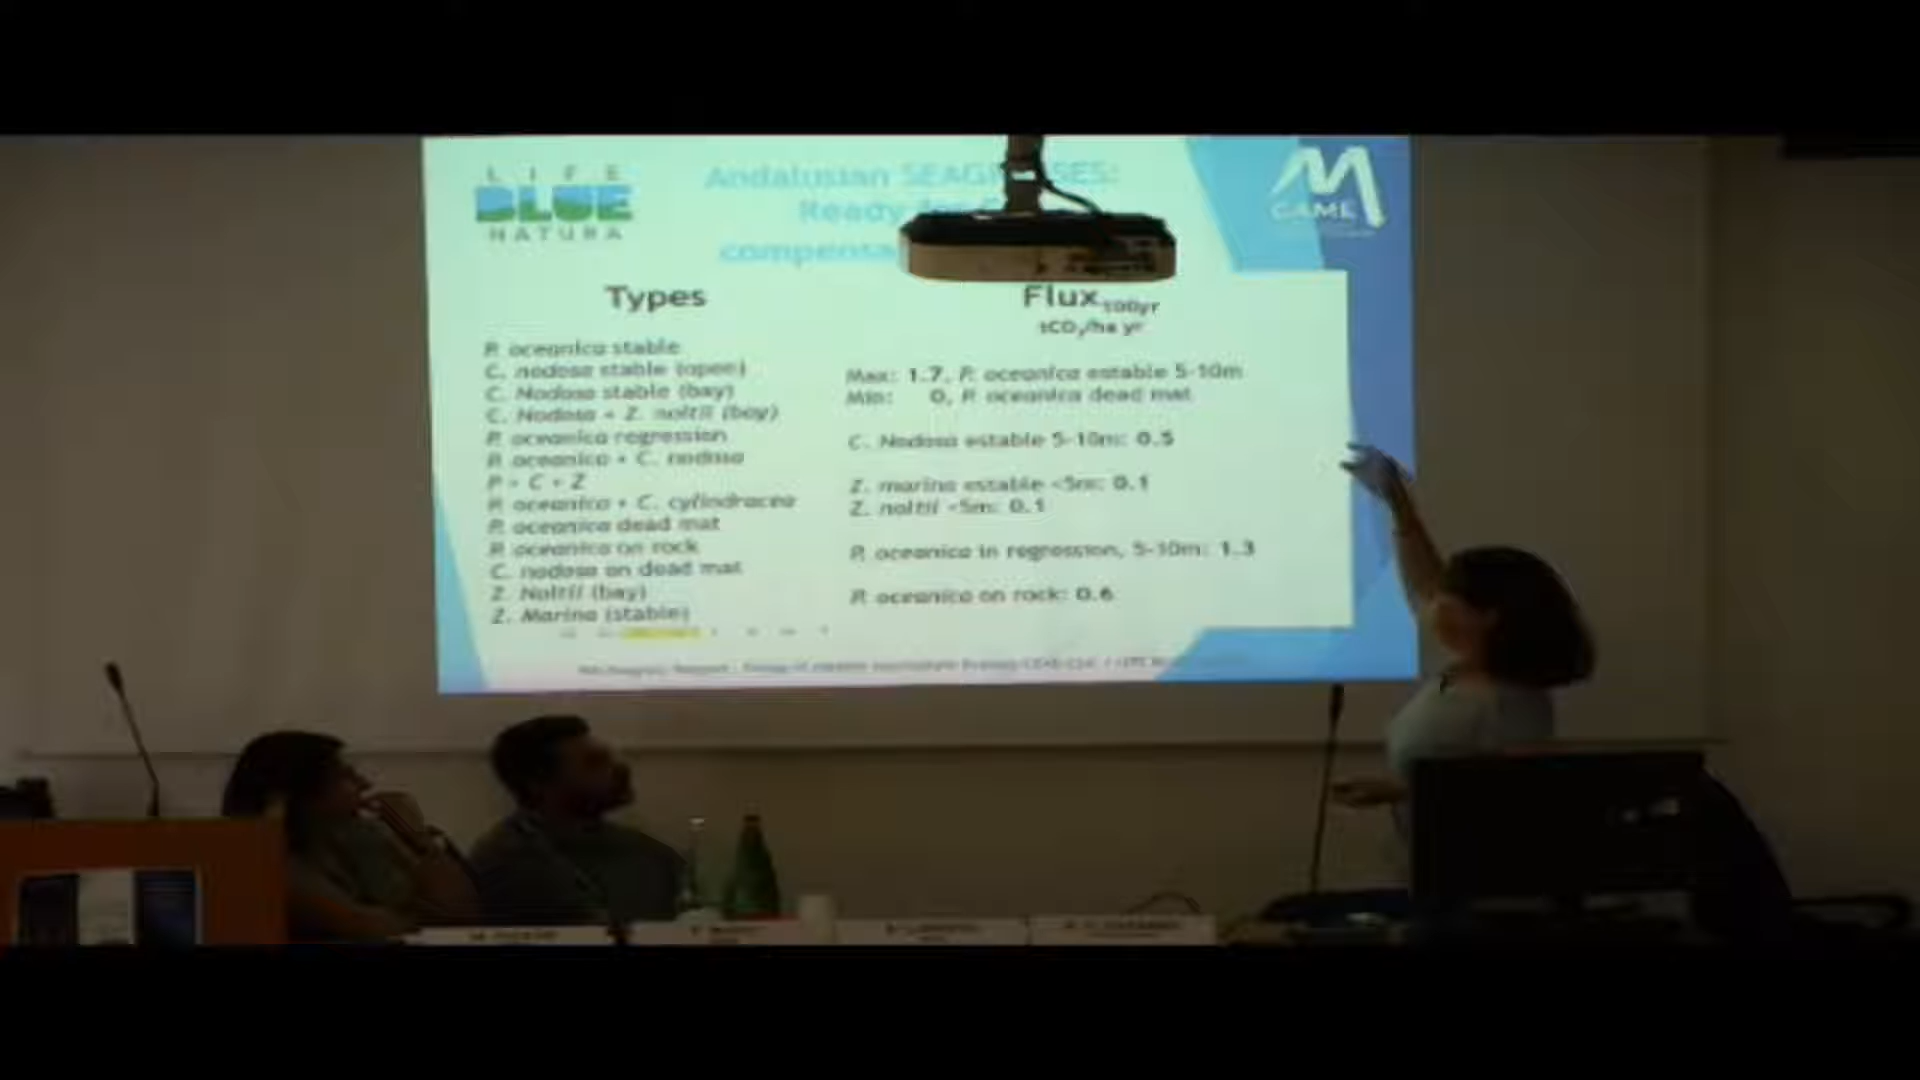 LIFE
BLUE
NATURA
Andalusian
Ready
GAME
Types
Flux100yr
tCO2/ha yr
P. oceanica stable
C. nodosa stable (open)
C. Nodosa stable (bay)
C. Nodosa + Z. noltii (bay)
P. oceanica regression
P. oceanica + C. nodosa
P + C + Z
P. oceanica + C. cylindracea
P. oceanica dead mat
P. oceanica on rock
C. nodosa on dead mat
Z. Noltii (bay)
Z. Marina (stable)
Max: 1.7, P. oceanica estable 5-10m
Min: 0, P. oceanica dead mat
C. Nodosa estable 5-10m: 0.5
Z. marina estable <5m: 0.1
Z. noltii <5m: 0.1
P. oceanica in regression, 5-10m: 1.3
P. oceanica on rock: 0.6